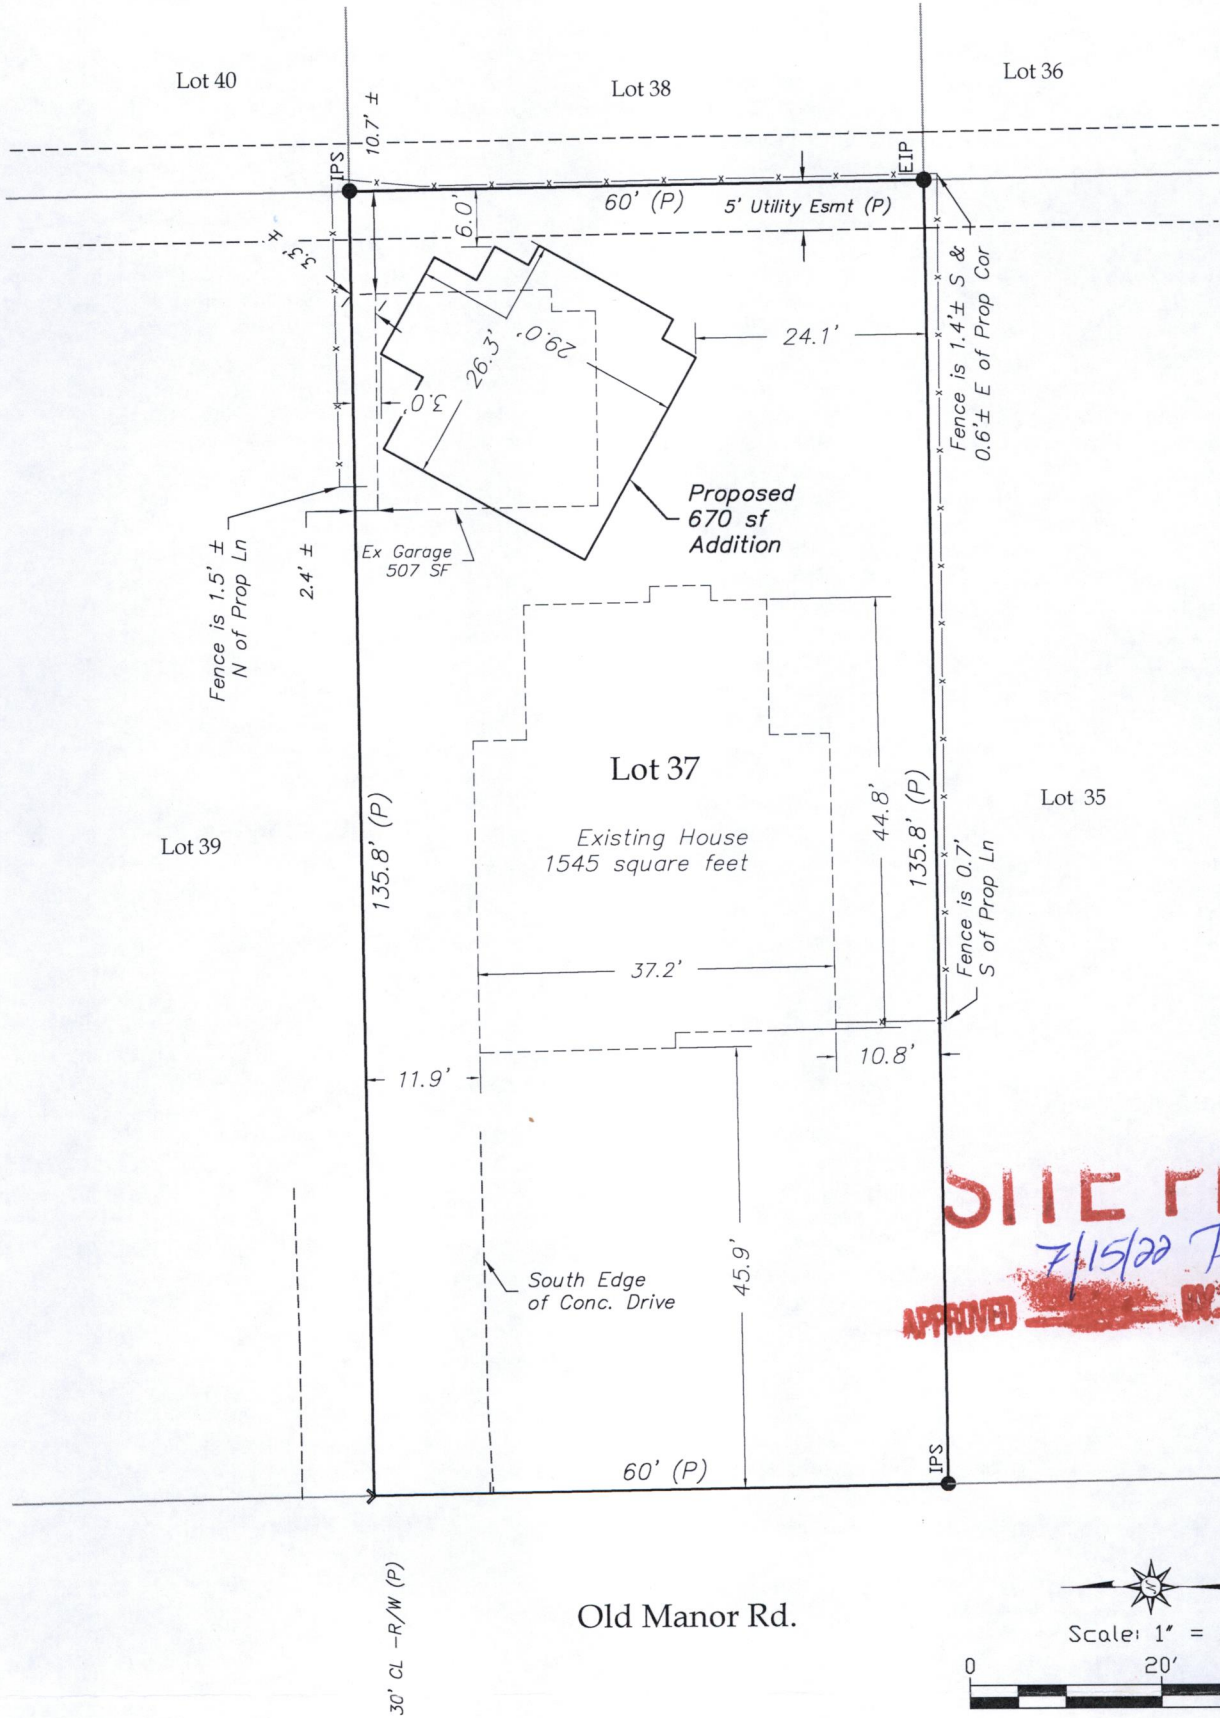 Lot 40
Lot 38
Lot 36
10.7' ±
IPS
EIP
60' (P)
5' Utility Esmt (P)
6.0'
3.3' ±
24.1'
Fence is 1.4'± S &
0.6'± E of Prop Cor
26.3'
29.0'
3.0'
Proposed
670 sf
Addition
Fence is 1.5' ±
N of Prop Ln
2.4' ±
Ex Garage
507 SF
Lot 37
Existing House
1545 square feet
44.8'
135.8' (P)
135.8' (P)
Lot 35
Lot 39
Fence is 0.7'
S of Prop Ln
37.2'
11.9'
10.8'
45.9'
South Edge
of Conc. Drive
SITE
7/15/22
APPROVED BY
60' (P)
IPS
30' CL -R/W (P)
Old Manor Rd.
N
Scale: 1" =
0 20'